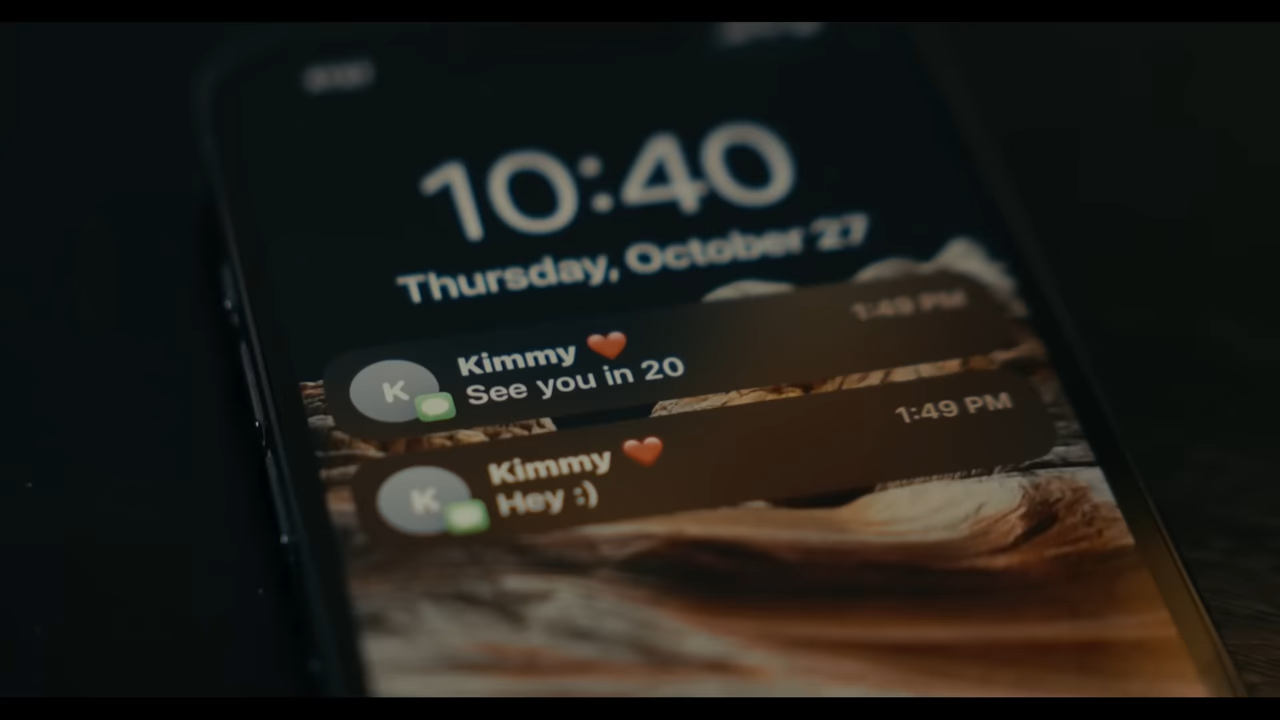 10:40
Thursday, October 27
Kimmy ❤️
1:49 PM
See you in 20
K
Kimmy ❤️
1:49 PM
Hey :)
K